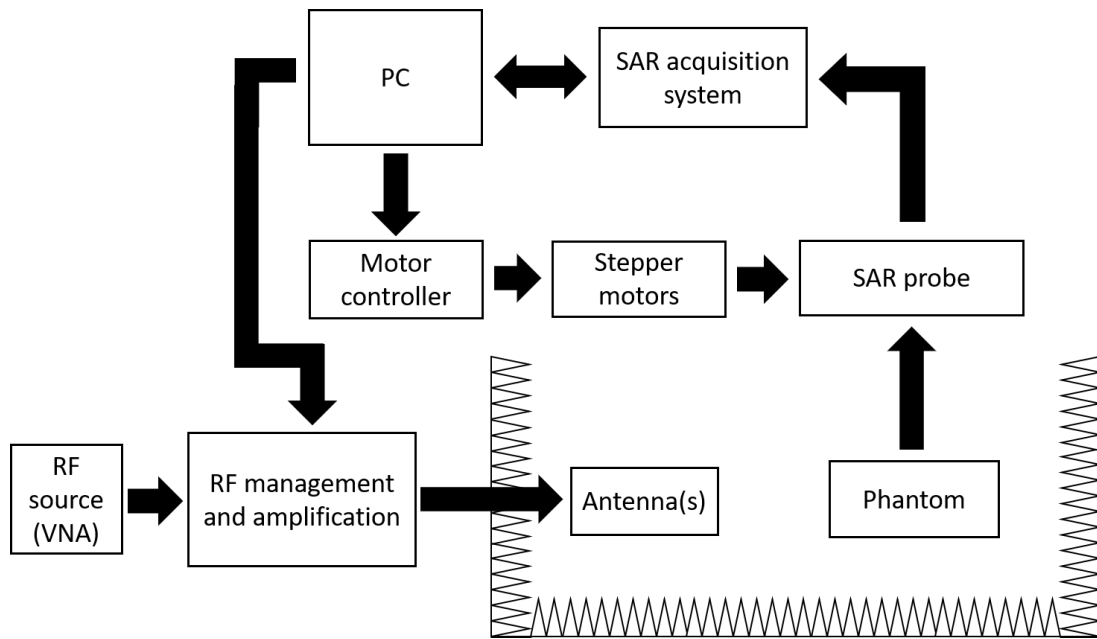 PC
SAR acquisition
system
Motor
controller
Stepper
motors
SAR probe
RF
source
(VNA)
RF management
and amplification
Antenna(s)
Phantom